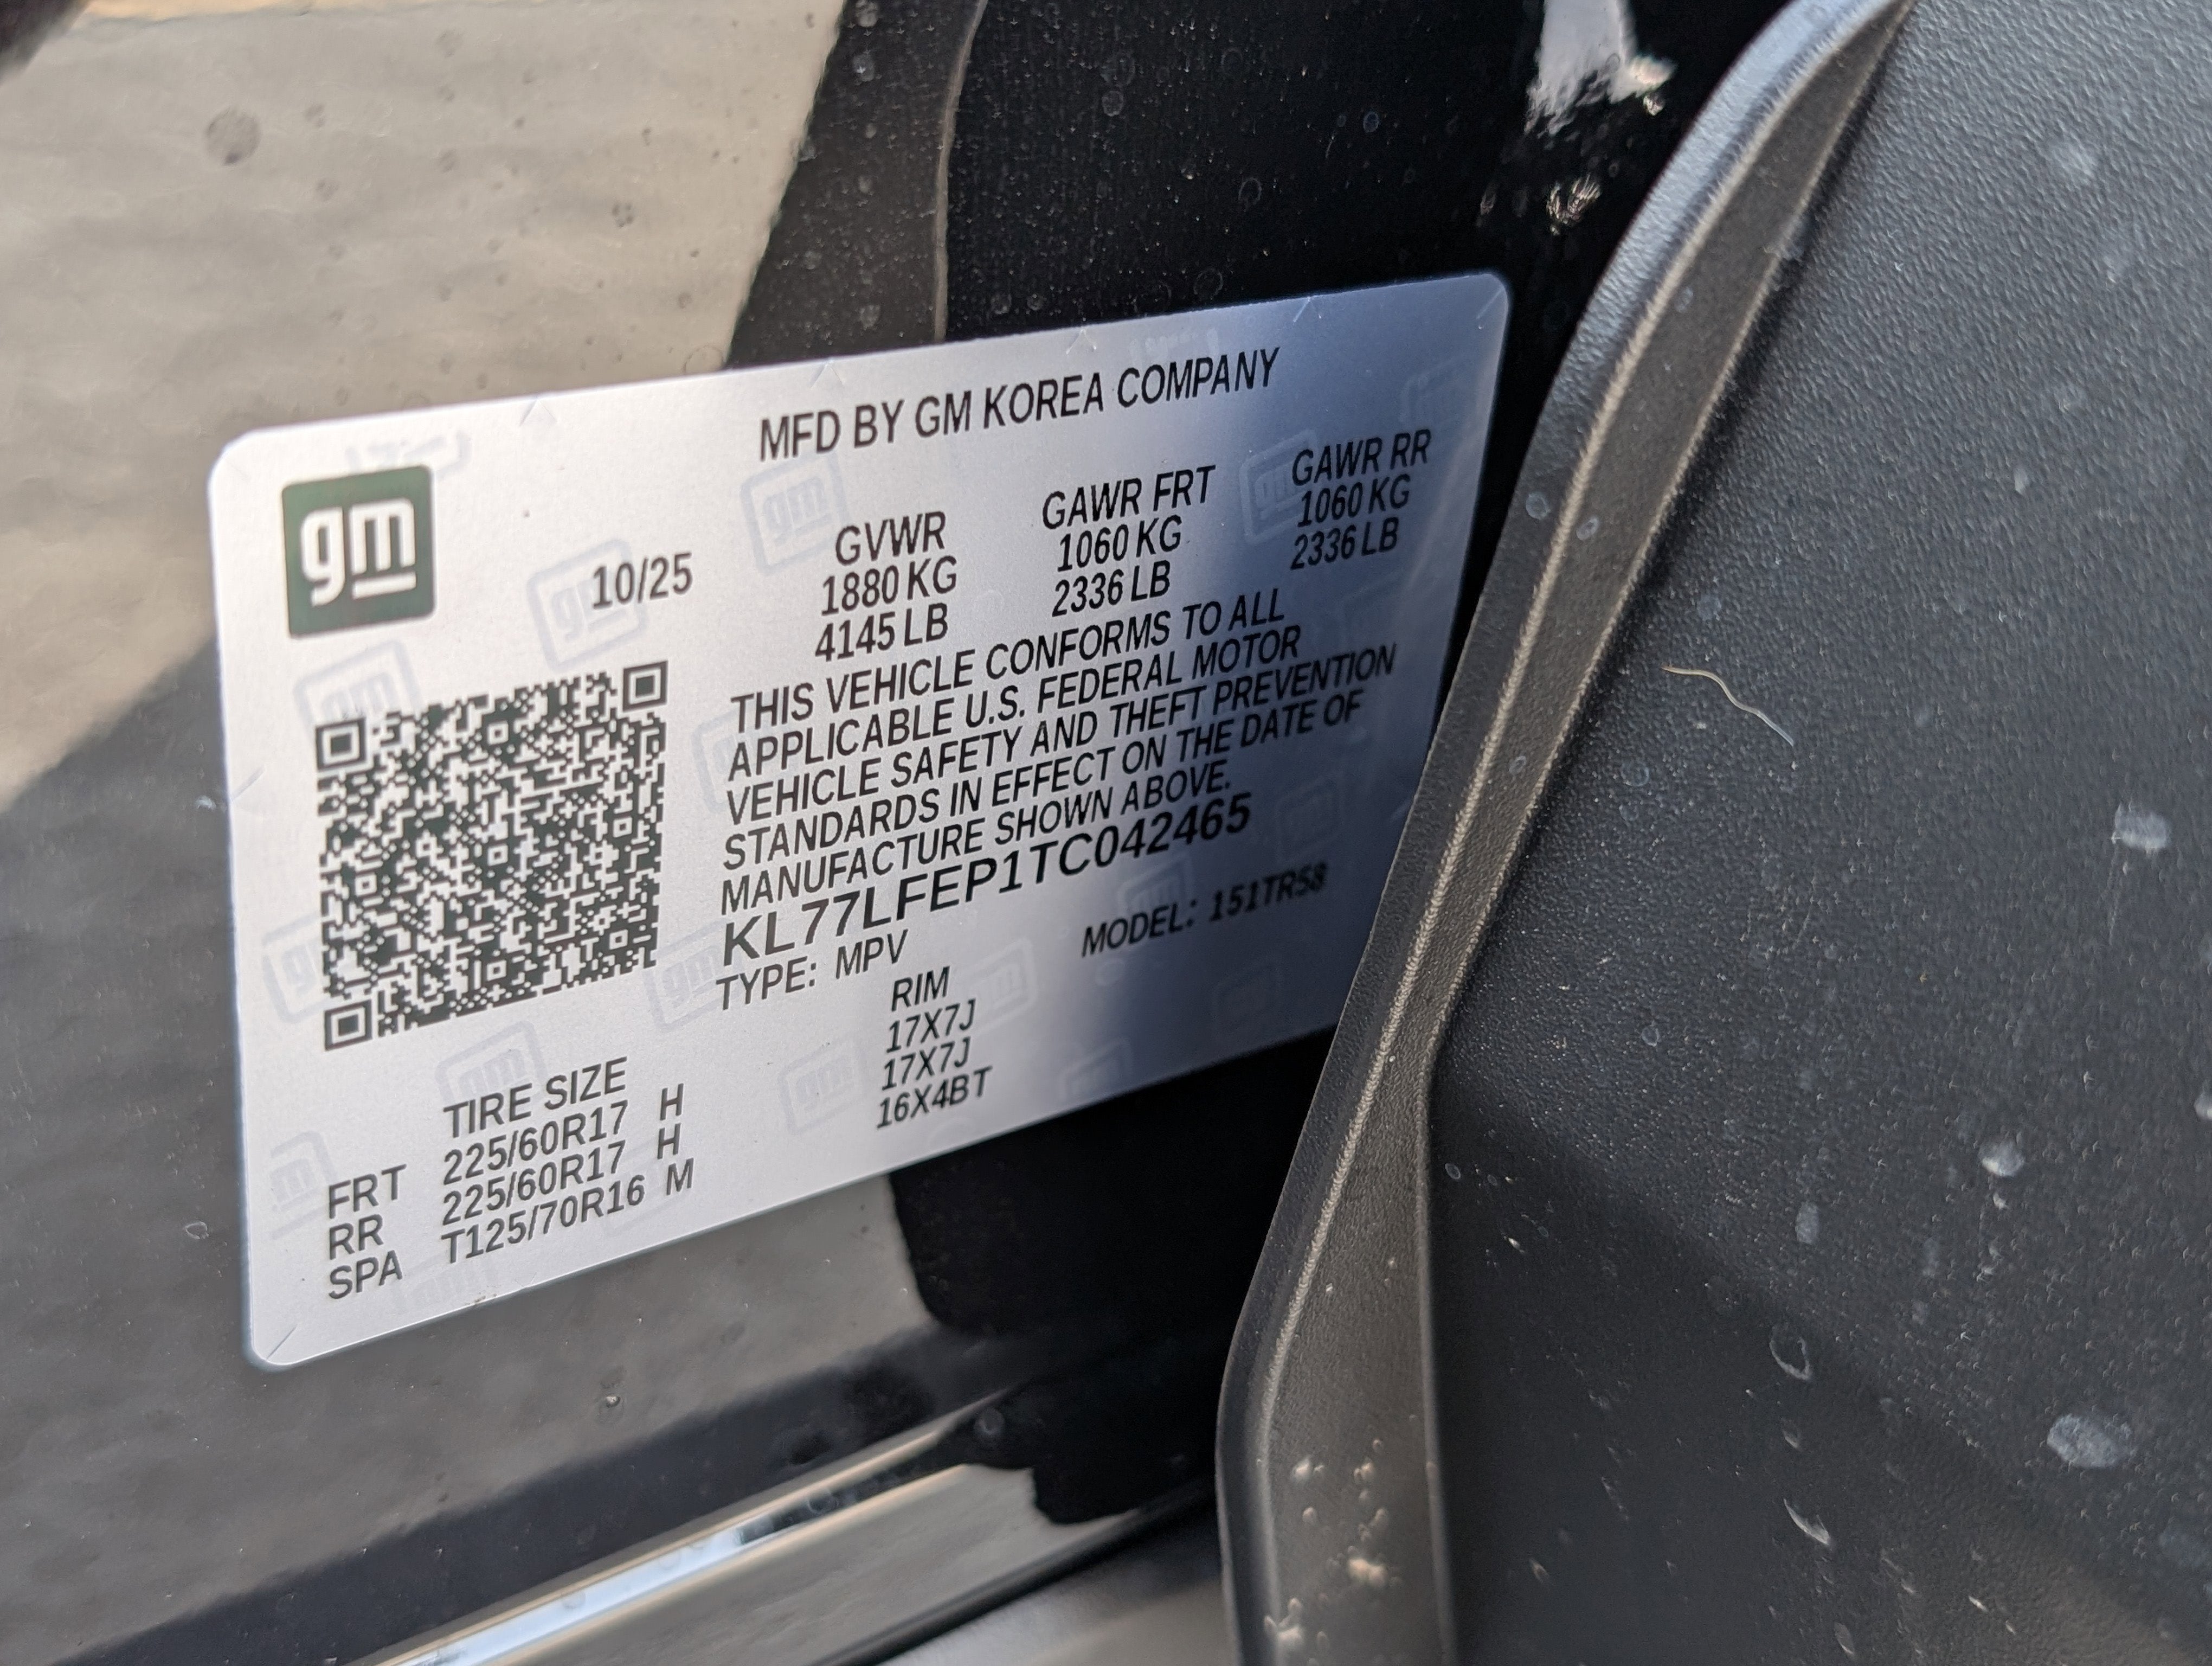 gm
MFD BY GM KOREA COMPANY
10/25
GVWR GAWR FRT GAWR RR
1880 KG 1060 KG 1060 KG
4145 LB 2336 LB 2336 LB
THIS VEHICLE CONFORMS TO ALL
APPLICABLE U.S. FEDERAL MOTOR
VEHICLE SAFETY AND THEFT PREVENTION
STANDARDS IN EFFECT ON THE DATE OF
MANUFACTURE SHOWN ABOVE.
KL77LFEP1TC042465
TYPE: MPV MODEL: 151TR58
TIRE SIZE RIM
FRT 225/60R17 H 17X7J
RR 225/60R17 H 17X7J
SPA T125/70R16 M 16X4BT